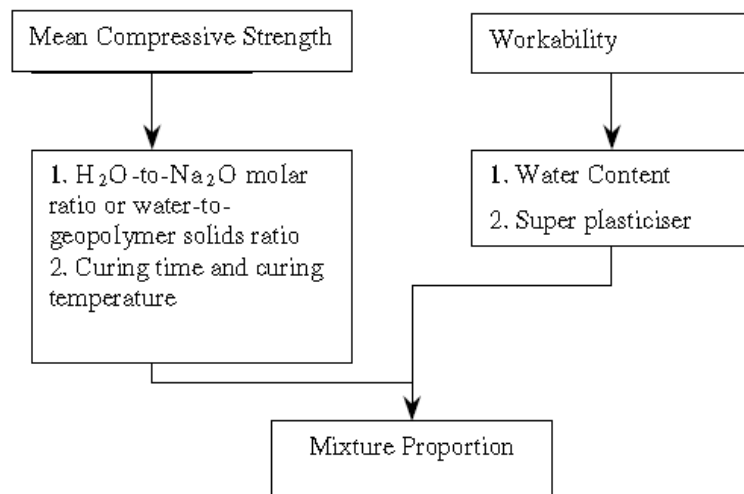 Mean Compressive Strength
Workability
1. H₂O-to-Na₂O molar
ratio or water-to-
geopolymer solids ratio
2. Curing time and curing
temperature
1. Water Content
2. Super plasticiser
Mixture Proportion